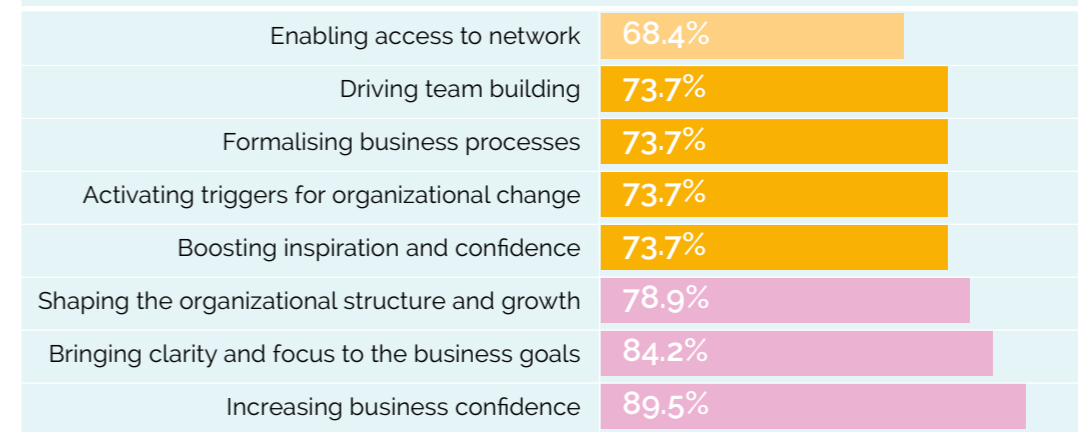 Enabling access to network 68.4%
Driving team building 73.7%
Formalising business processes 73.7%
Activating triggers for organizational change 73.7%
Boosting inspiration and confidence 73.7%
Shaping the organizational structure and growth 78.9%
Bringing clarity and focus to the business goals 84.2%
Increasing business confidence 89.5%